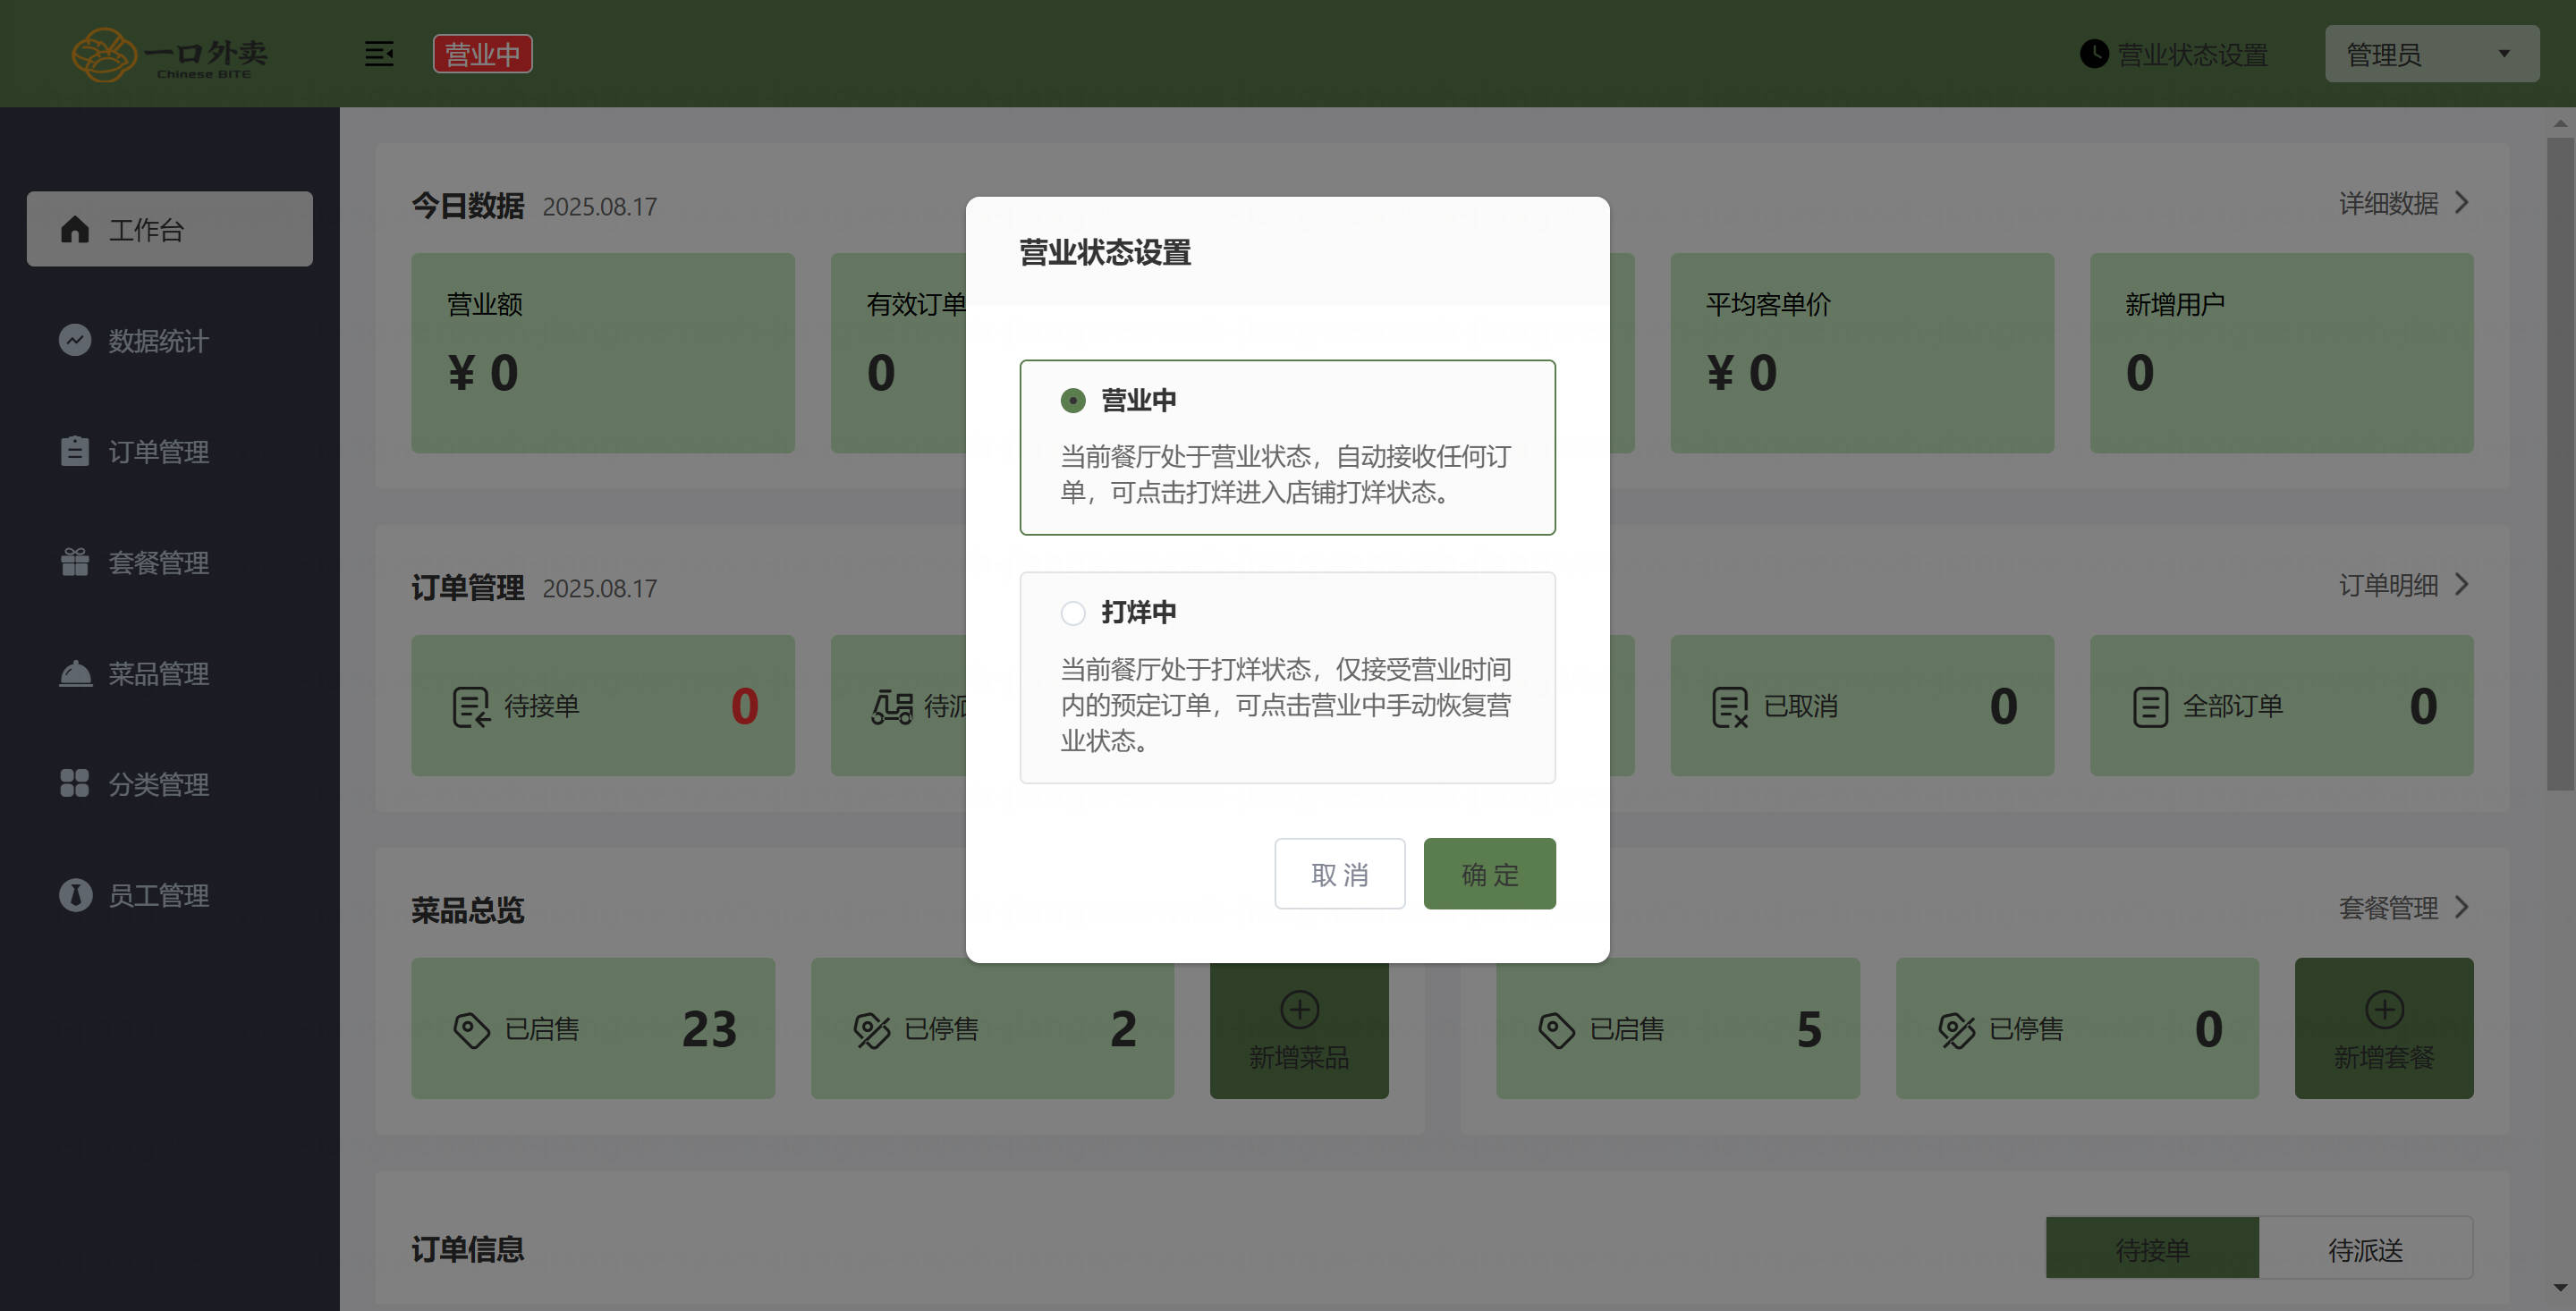 一口外卖
Chinese BITE
营业中
营业状态设置
管理员
工作台
数据统计
订单管理
套餐管理
菜品管理
分类管理
员工管理
今日数据 2025.08.17
详细数据
营业额
¥ 0
有效订单
0
平均客单价
¥ 0
新增用户
0
订单管理 2025.08.17
订单明细
待接单 0
待派
已取消 0
全部订单 0
菜品总览
已启售 23
已停售 2
新增菜品
套餐管理
已启售 5
已停售 0
新增套餐
订单信息
待接单
待派送
营业状态设置
营业中
当前餐厅处于营业状态，自动接收任何订
单，可点击打烊进入店铺打烊状态。
打烊中
当前餐厅处于打烊状态，仅接受营业时间
内的预定订单，可点击营业中手动恢复营
业状态。
取 消
确 定